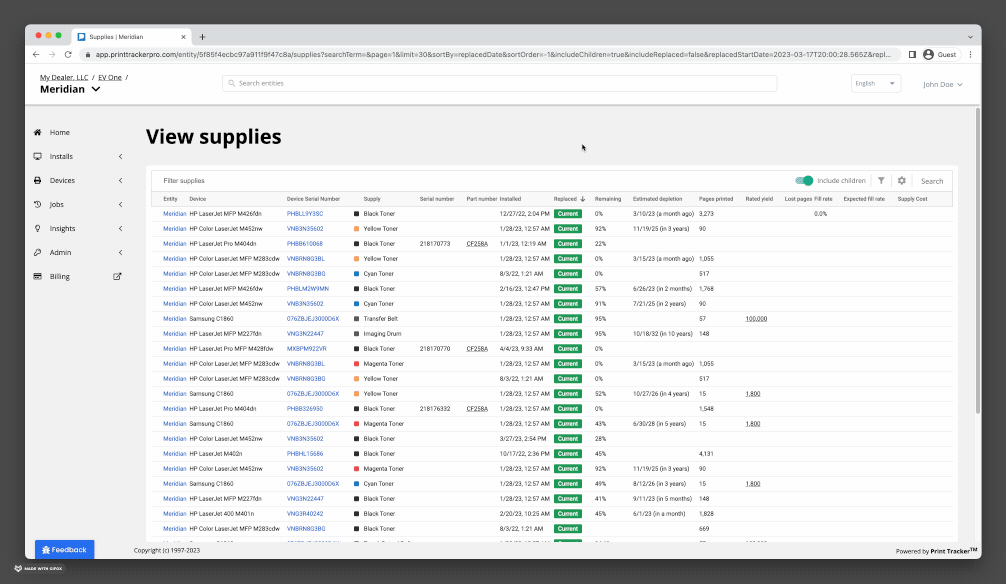 Supplies | Meridian
app.printtrackerpro.com/entity/5f85f4ecbc97a911f9f47c8a/supplies?searchTerm=&page=1&limit=30&sortBy=replacedDate&sortOrder=-1&includeChildren=true&includeReplaced=false&replacedStartDate=2023-03-17T20:00:28.565Z&repl...
Guest
My Dealer, LLC / EV One /
Meridian
Search entities
English
John Doe
Home
Installs
Devices
Jobs
Insights
Admin
Billing
View supplies
Filter supplies
Include children
Search
Entity Device Device Serial Number Supply Serial number Part number Installed Replaced Remaining Estimated depletion Pages printed Rated yield Lost pages Fill rate Expected fill rate Supply Cost
Meridian HP LaserJet MFP M426fdn PHBLL9Y3SC Black Toner 12/27/22, 2:04 PM Current 0% 3/10/23 (a month ago) 3,273 0.0%
Meridian HP Color LaserJet M452nw VNB3N35602 Yellow Toner 1/28/23, 12:57 AM Current 92% 11/19/25 (in 3 years) 90
Meridian HP LaserJet Pro M404dn PHBB610068 Black Toner 218170773 CF258A 1/1/23, 12:19 AM Current 22%
Meridian HP Color LaserJet MFP M283cdw VNBRN8G3BL Yellow Toner 1/28/23, 12:57 AM Current 0% 3/15/23 (a month ago) 1,055
Meridian HP Color LaserJet MFP M283cdw VNBRN8G3BG Cyan Toner 8/3/22, 1:21 AM Current 0% 517
Meridian HP LaserJet MFP M426fdw PHBLM2W9MN Black Toner 2/16/23, 12:47 PM Current 57% 6/26/23 (in 2 months) 1,768
Meridian HP Color LaserJet M452nw VNB3N35602 Cyan Toner 1/28/23, 12:57 AM Current 91% 7/21/25 (in 2 years) 90
Meridian Samsung C1860 076ZBJEJ3000D6X Transfer Belt 1/28/23, 12:57 AM Current 95% 57 100,000
Meridian HP LaserJet MFP M227fdn VNG3N22447 Imaging Drum 1/28/23, 12:57 AM Current 95% 10/18/32 (in 10 years) 148
Meridian HP LaserJet Pro MFP M428fdw MXBPM922VR Black Toner 218170770 CF258A 4/4/23, 9:33 AM Current 0%
Meridian HP Color LaserJet MFP M283cdw VNBRN8G3BL Magenta Toner 1/28/23, 12:57 AM Current 0% 3/15/23 (a month ago) 1,055
Meridian HP Color LaserJet MFP M283cdw VNBRN8G3BG Yellow Toner 8/3/22, 1:21 AM Current 0% 517
Meridian Samsung C1860 076ZBJEJ3000D6X Yellow Toner 1/28/23, 12:57 AM Current 52% 10/27/26 (in 4 years) 15 1,800
Meridian HP LaserJet Pro M404dn PHBB326950 Black Toner 218176332 CF258A 1/28/23, 12:57 AM Current 0% 1,548
Meridian Samsung C1860 076ZBJEJ3000D6X Magenta Toner 1/28/23, 12:57 AM Current 43% 6/30/28 (in 5 years) 15 1,800
Meridian HP Color LaserJet M452nw VNB3N35602 Black Toner 3/27/23, 2:54 PM Current 28%
Meridian HP LaserJet M402n PHBHL15686 Black Toner 10/17/22, 2:36 PM Current 45% 4,131
Meridian HP Color LaserJet M452nw VNB3N35602 Magenta Toner 1/28/23, 12:57 AM Current 92% 11/19/25 (in 3 years) 90
Meridian Samsung C1860 076ZBJEJ3000D6X Cyan Toner 1/28/23, 12:57 AM Current 49% 8/12/26 (in 3 years) 15 1,800
Meridian HP LaserJet MFP M227fdn VNG3N22447 Black Toner 1/28/23, 12:57 AM Current 41% 9/11/23 (in 5 months) 148
Meridian HP LaserJet 400 M401n VNG3R40242 Black Toner 2/20/23, 10:25 AM Current 45% 6/1/23 (in a month) 1,828
Meridian HP Color LaserJet MFP M283cdw VNBRN8G3BG Black Toner 8/3/22, 1:21 AM Current 669
Feedback
Copyright (c) 1997-2023
Powered by Print Tracker™
MADE WITH GIFOX